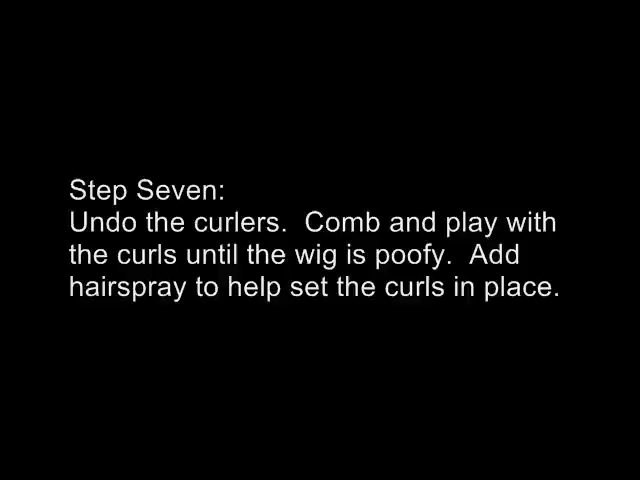 Step Seven:
Undo the curlers.  Comb and play with
the curls until the wig is poofy.  Add
hairspray to help set the curls in place.